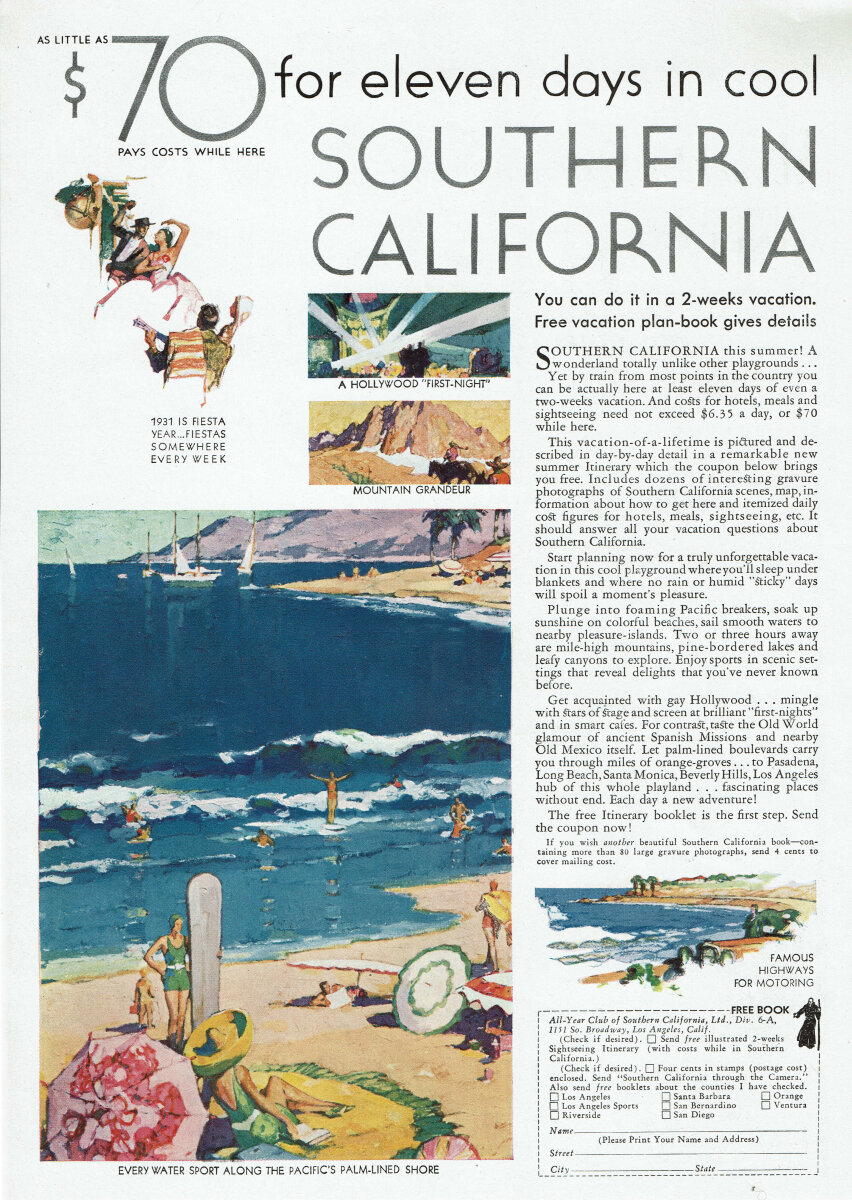 AS LITTLE AS
$70 for eleven days in cool
PAYS COSTS WHILE HERE
SOUTHERN
CALIFORNIA
You can do it in a 2-weeks vacation.
Free vacation plan-book gives details
A HOLLYWOOD "FIRST-NIGHT"
1931 IS FIESTA
YEAR...FIESTAS
SOMEWHERE
EVERY WEEK
MOUNTAIN GRANDEUR
SOUTHERN CALIFORNIA this summer! A
wonderland totally unlike other playgrounds . . .
Yet by train from most points in the country you
can be actually here at least eleven days of even a
two-weeks vacation. And costs for hotels, meals and
sightseeing need not exceed $6.35 a day, or $70
while here.
This vacation-of-a-lifetime is pictured and de-
scribed in day-by-day detail in a remarkable new
summer Itinerary which the coupon below brings
you free. Includes dozens of interesting gravure
photographs of Southern California scenes, map, in-
formation about how to get here and itemized daily
cost figures for hotels, meals, sightseeing, etc. It
should answer all your vacation questions about
Southern California.
Start planning now for a truly unforgettable vaca-
tion in this cool playground where you'll sleep under
blankets and where no rain or humid "sticky" days
will spoil a moment's pleasure.
Plunge into foaming Pacific breakers, soak up
sunshine on colorful beaches, sail smooth waters to
nearby pleasure-islands. Two or three hours away
are mile-high mountains, pine-bordered lakes and
leafy canyons to explore. Enjoy sports in scenic set-
tings that reveal delights that you've never known
before.
Get acquainted with gay Hollywood . . . mingle
with stars of stage and screen at brilliant "first-nights"
and in smart cafes. For contrast, taste the Old World
glamour of ancient Spanish Missions and nearby
Old Mexico itself. Let palm-lined boulevards carry
you through miles of orange-groves . . . to Pasadena,
Long Beach, Santa Monica, Beverly Hills, Los Angeles
hub of this whole playland . . . fascinating places
without end. Each day a new adventure!
The free Itinerary booklet is the first step. Send
the coupon now!
If you wish another beautiful Southern California book—con-
taining more than 80 large gravure photographs, send 4 cents to
cover mailing cost.
FAMOUS
HIGHWAYS
FOR MOTORING
FREE BOOK
All-Year Club of Southern California, Ltd., Div. 6-A,
1151 So. Broadway, Los Angeles, Calif.
(Check if desired). Send free illustrated 2-weeks
Sightseeing Itinerary (with costs while in Southern
California.)
(Check if desired). Four cents in stamps (postage cost)
enclosed. Send "Southern California through the Camera."
Also send free booklets about the counties I have checked.
Los Angeles Santa Barbara Orange
Los Angeles Sports San Bernardino Ventura
Riverside San Diego
Name
(Please Print Your Name and Address)
Street
City State
EVERY WATER SPORT ALONG THE PACIFIC'S PALM-LINED SHORE